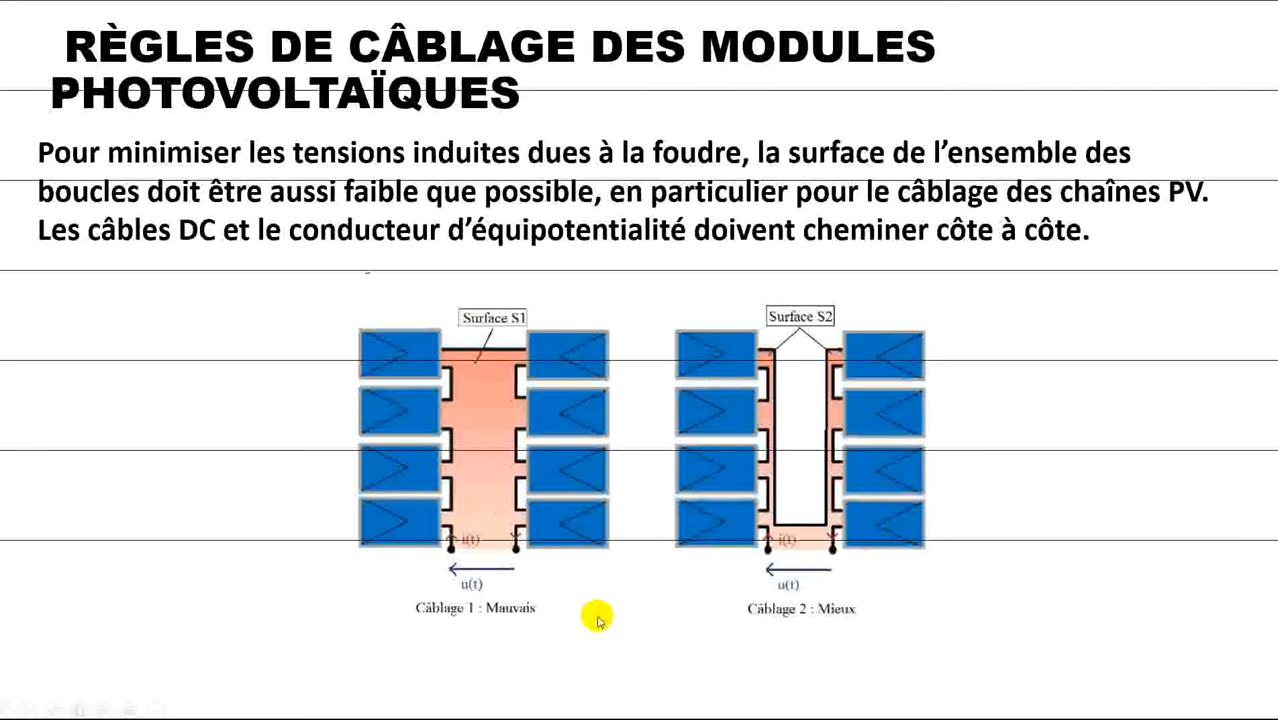 RÈGLES DE CÂBLAGE DES MODULES
PHOTOVOLTAÏQUES
Pour minimiser les tensions induites dues à la foudre, la surface de l’ensemble des
boucles doit être aussi faible que possible, en particulier pour le câblage des chaînes PV.
Les câbles DC et le conducteur d’équipotentialité doivent cheminer côte à côte.
Surface S1
i(t)
u(t)
Câblage 1 : Mauvais
Surface S2
i(t)
u(t)
Câblage 2 : Mieux